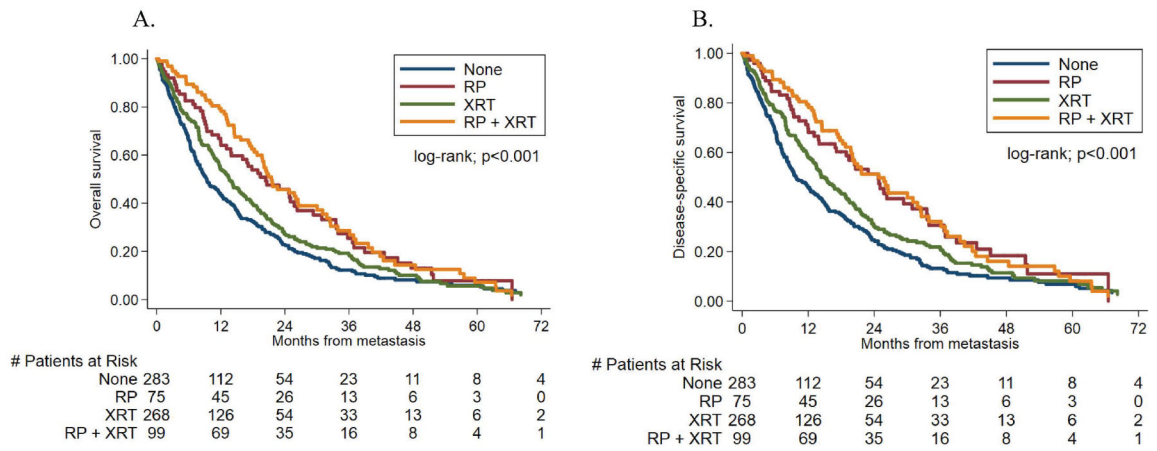 A.
Overall survival
1.00
0.80
0.60
0.40
0.20
0.00
None
RP
XRT
RP + XRT
log-rank; p<0.001
0 12 24 36 48 60 72
Months from metastasis
# Patients at Risk
None 283 112 54 23 11 8 4
RP 75 45 26 13 6 3 0
XRT 268 126 54 33 13 6 2
RP + XRT 99 69 35 16 8 4 1
B.
Disease-specific survival
1.00
0.80
0.60
0.40
0.20
0.00
None
RP
XRT
RP + XRT
log-rank; p<0.001
0 12 24 36 48 60 72
Months from metastasis
# Patients at Risk
None 283 112 54 23 11 8 4
RP 75 45 26 13 6 3 0
XRT 268 126 54 33 13 6 2
RP + XRT 99 69 35 16 8 4 1